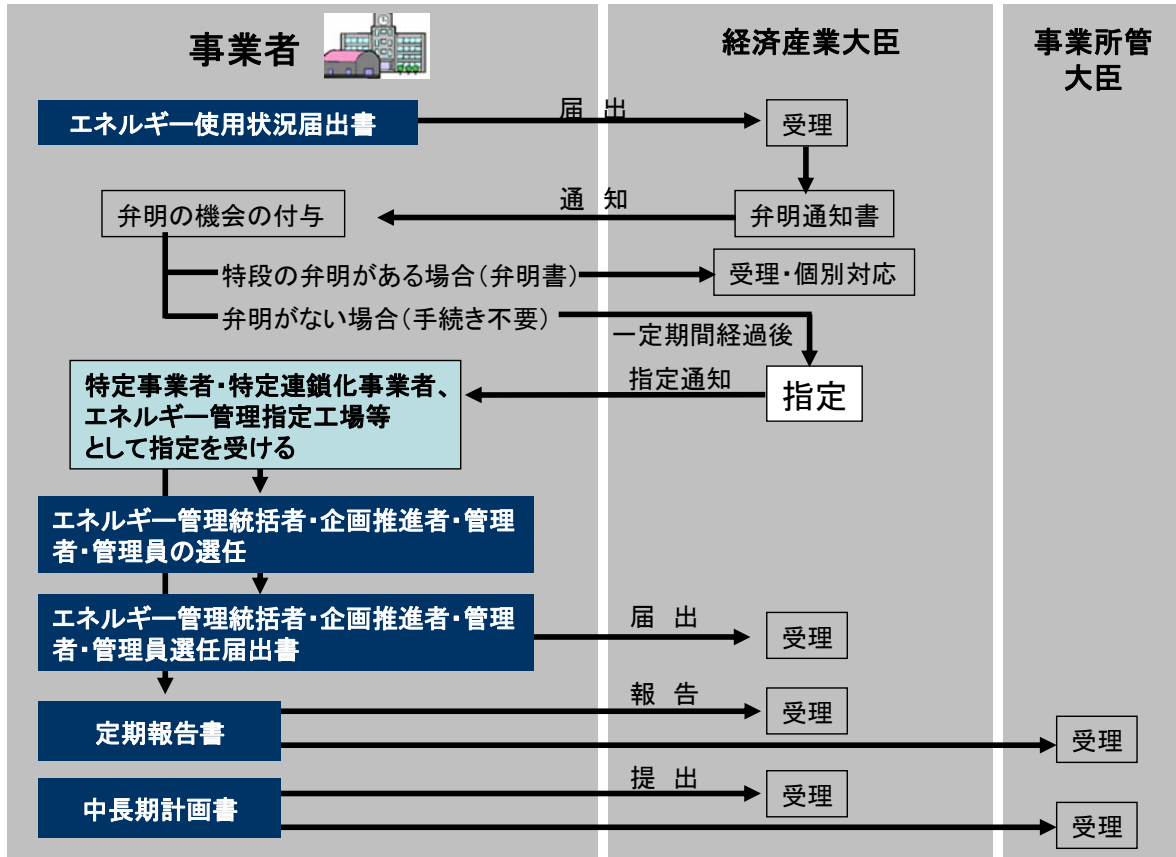 事業者
経済産業大臣
事業所管
大臣
エネルギー使用状況届出書
届 出
受理
弁明の機会の付与
通 知
弁明通知書
特段の弁明がある場合(弁明書)
受理・個別対応
弁明がない場合(手続き不要)
一定期間経過後
特定事業者・特定連鎖化事業者、
エネルギー管理指定工場等
として指定を受ける
指定通知
指定
エネルギー管理統括者・企画推進者・管理
者・管理員の選任
エネルギー管理統括者・企画推進者・管理
者・管理員選任届出書
届 出
受理
定期報告書
報 告
受理
受理
中長期計画書
提 出
受理
受理